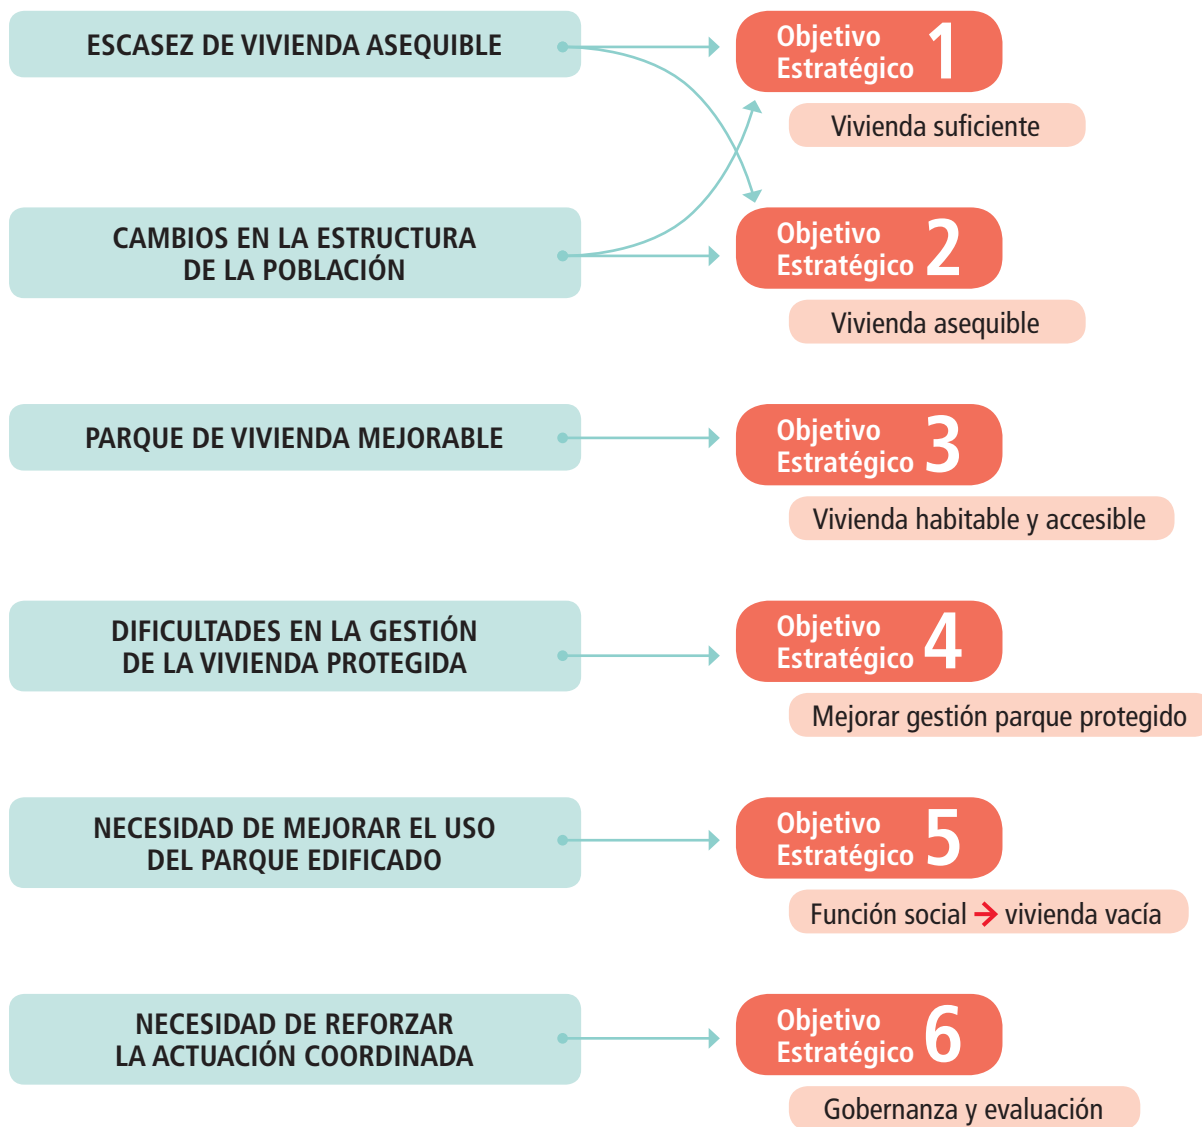 ESCASEZ DE VIVIENDA ASEQUIBLE
Objetivo
Estratégico 1
Vivienda suficiente
CAMBIOS EN LA ESTRUCTURA
DE LA POBLACIÓN
Objetivo
Estratégico 2
Vivienda asequible
PARQUE DE VIVIENDA MEJORABLE
Objetivo
Estratégico 3
Vivienda habitable y accesible
DIFICULTADES EN LA GESTIÓN
DE LA VIVIENDA PROTEGIDA
Objetivo
Estratégico 4
Mejorar gestión parque protegido
NECESIDAD DE MEJORAR EL USO
DEL PARQUE EDIFICADO
Objetivo
Estratégico 5
Función social → vivienda vacía
NECESIDAD DE REFORZAR
LA ACTUACIÓN COORDINADA
Objetivo
Estratégico 6
Gobernanza y evaluación